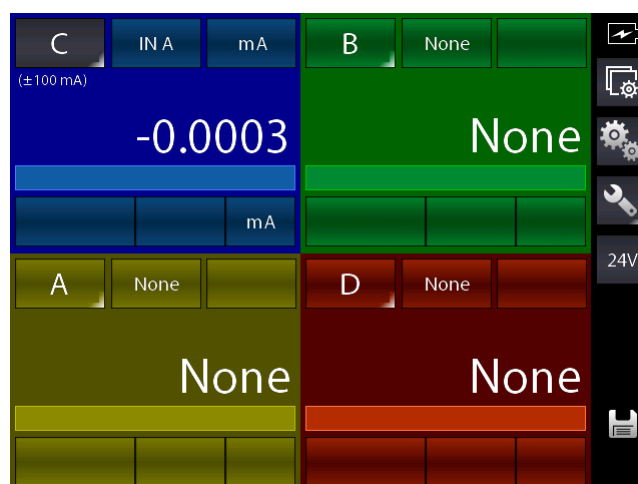 C IN A mA
(±100 mA)
-0.0003
mA
B None
None
A None
None
D None
None
24V